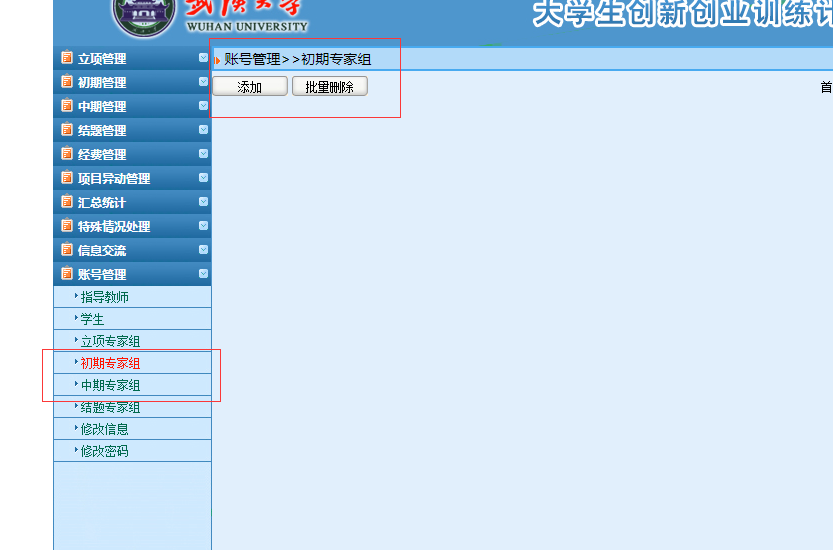 武汉大学
WUHAN UNIVERSITY
大学生创新创业训练计
立项管理
初期管理
中期管理
结题管理
经费管理
项目异动管理
汇总统计
特殊情况处理
信息交流
账号管理
指导教师
学生
立项专家组
初期专家组
中期专家组
结题专家组
修改信息
修改密码
账号管理>>初期专家组
添加
批量删除
首